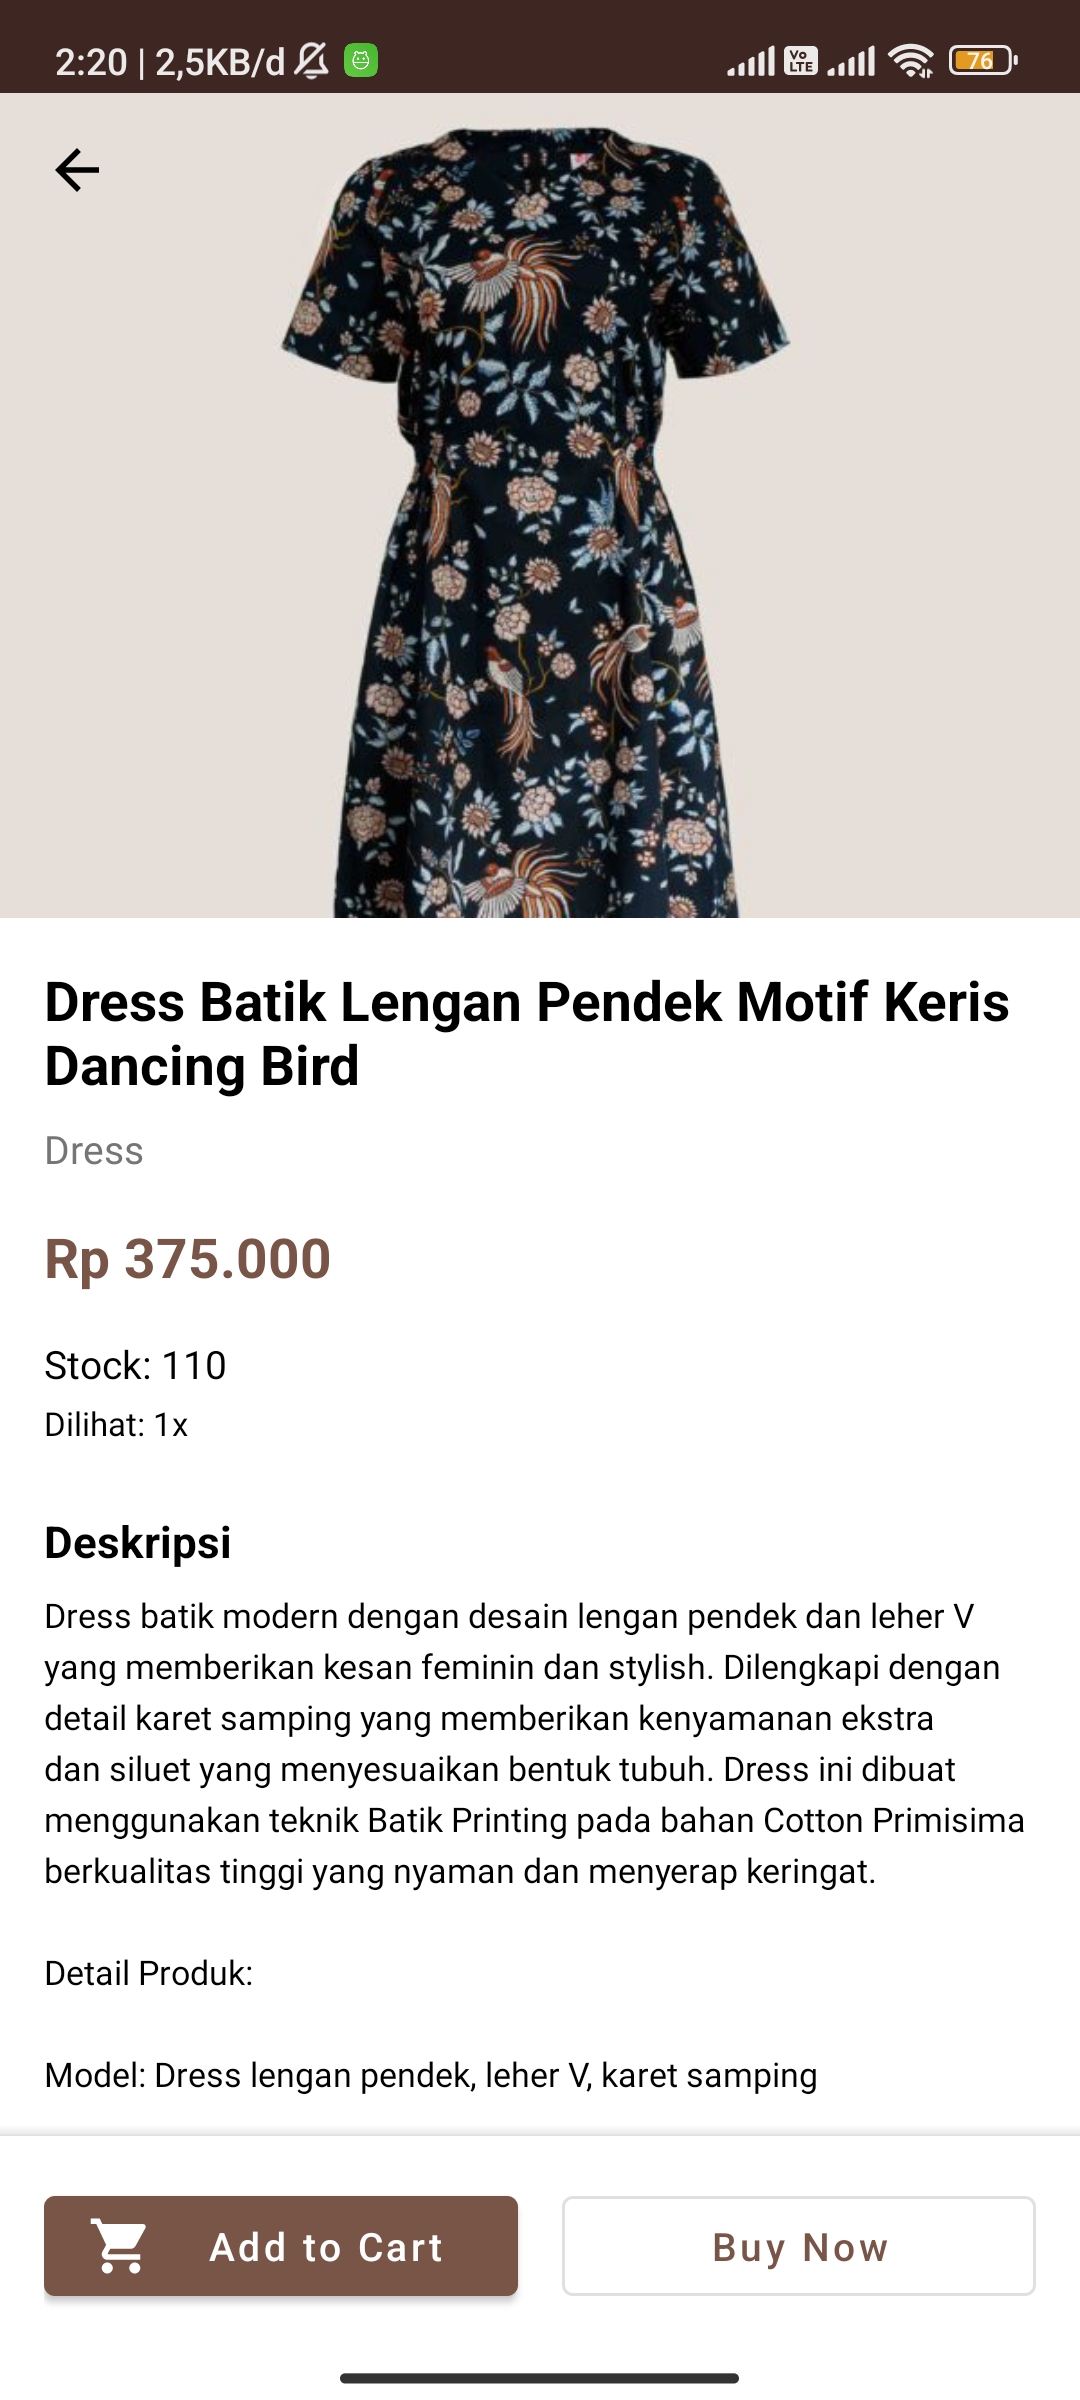 2:20 | 2,5KB/d
Vo LTE
76
Dress Batik Lengan Pendek Motif Keris
Dancing Bird
Dress
Rp 375.000
Stock: 110
Dilihat: 1x
Deskripsi
Dress batik modern dengan desain lengan pendek dan leher V
yang memberikan kesan feminin dan stylish. Dilengkapi dengan
detail karet samping yang memberikan kenyamanan ekstra
dan siluet yang menyesuaikan bentuk tubuh. Dress ini dibuat
menggunakan teknik Batik Printing pada bahan Cotton Primisima
berkualitas tinggi yang nyaman dan menyerap keringat.
Detail Produk:
Model: Dress lengan pendek, leher V, karet samping
Add to Cart
Buy Now